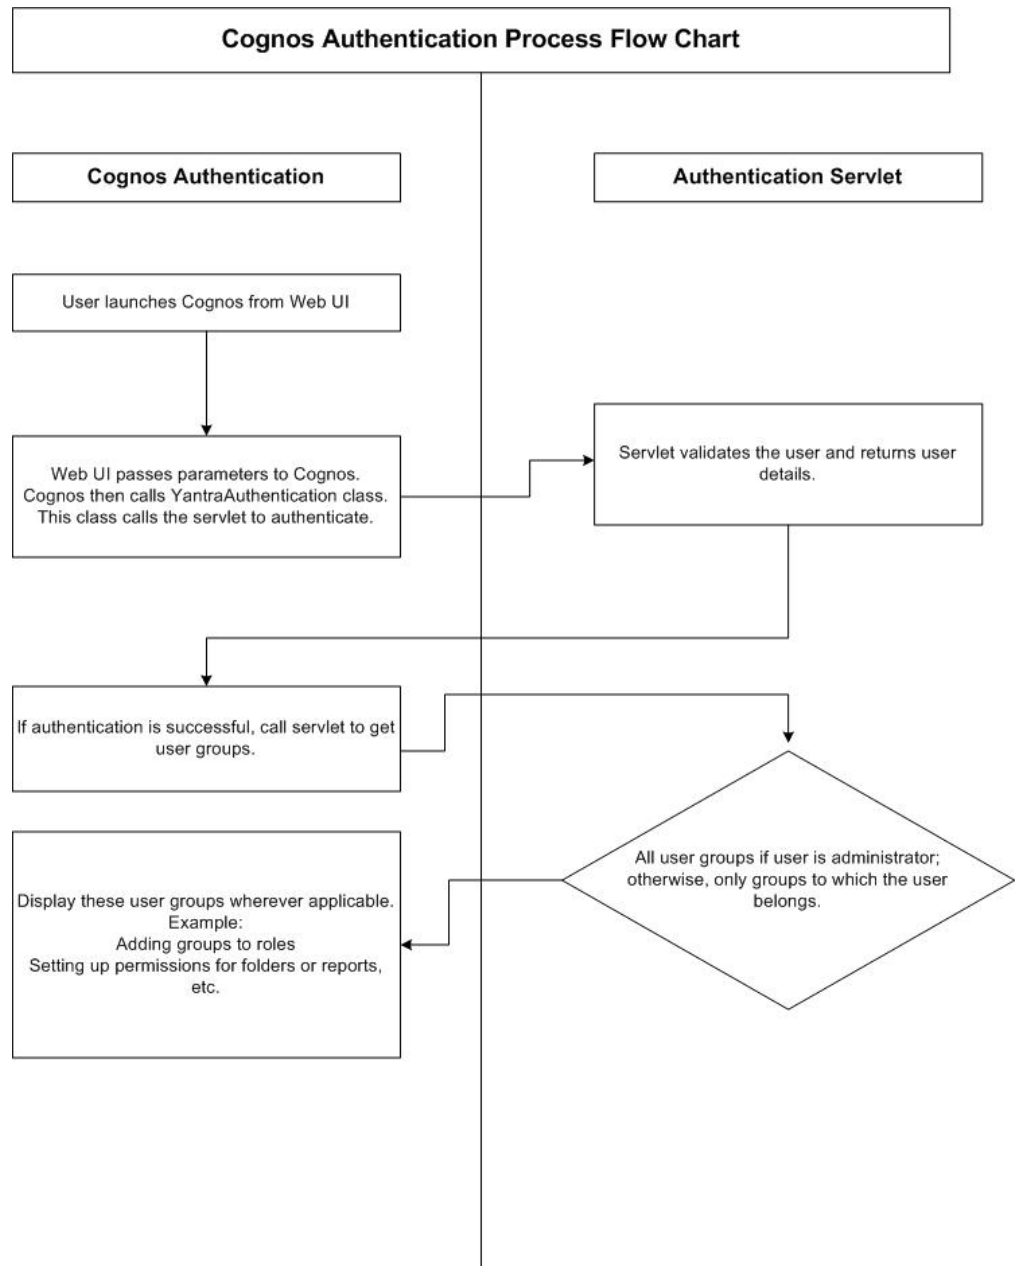 Cognos Authentication Process Flow Chart
Cognos Authentication
Authentication Servlet
User launches Cognos from Web UI
Web UI passes parameters to Cognos.
Cognos then calls YantraAuthentication class.
This class calls the servlet to authenticate.
Servlet validates the user and returns user
details.
If authentication is successful, call servlet to get
user groups.
All user groups if user is administrator;
otherwise, only groups to which the user
belongs.
Display these user groups wherever applicable.
Example:
Adding groups to roles
Setting up permissions for folders or reports,
etc.